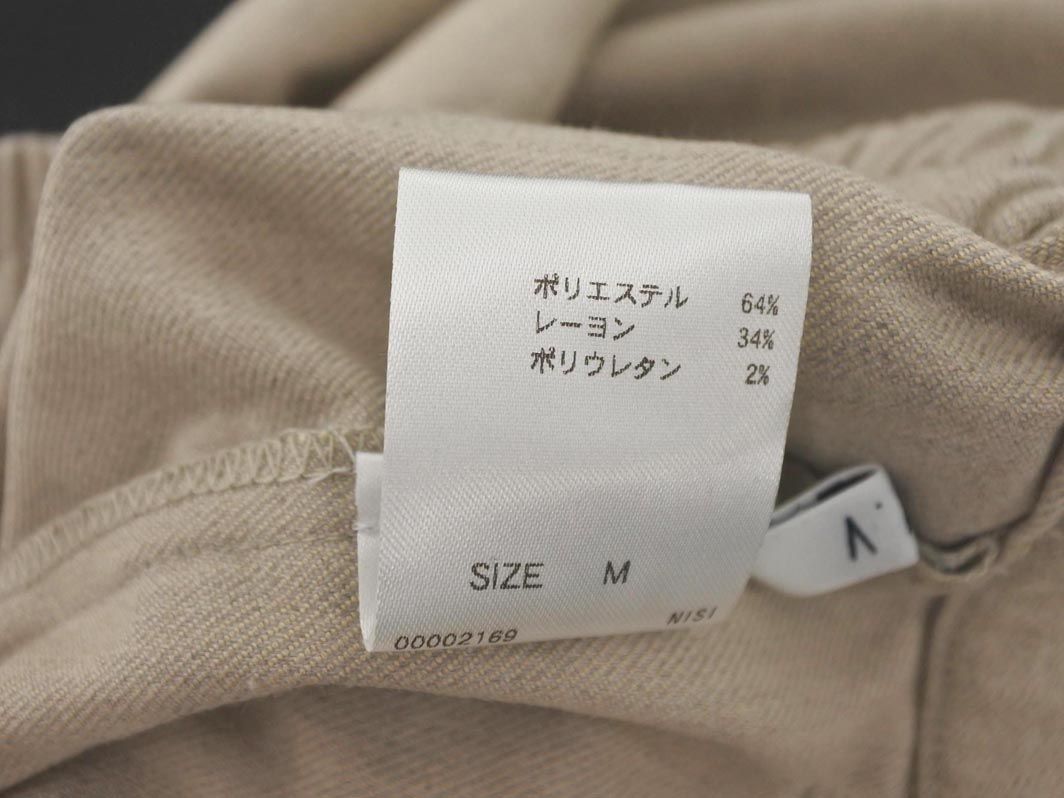 ポリエステル 64%
レーヨン 34%
ポリウレタン 2%
SIZE M
00002169 NISI